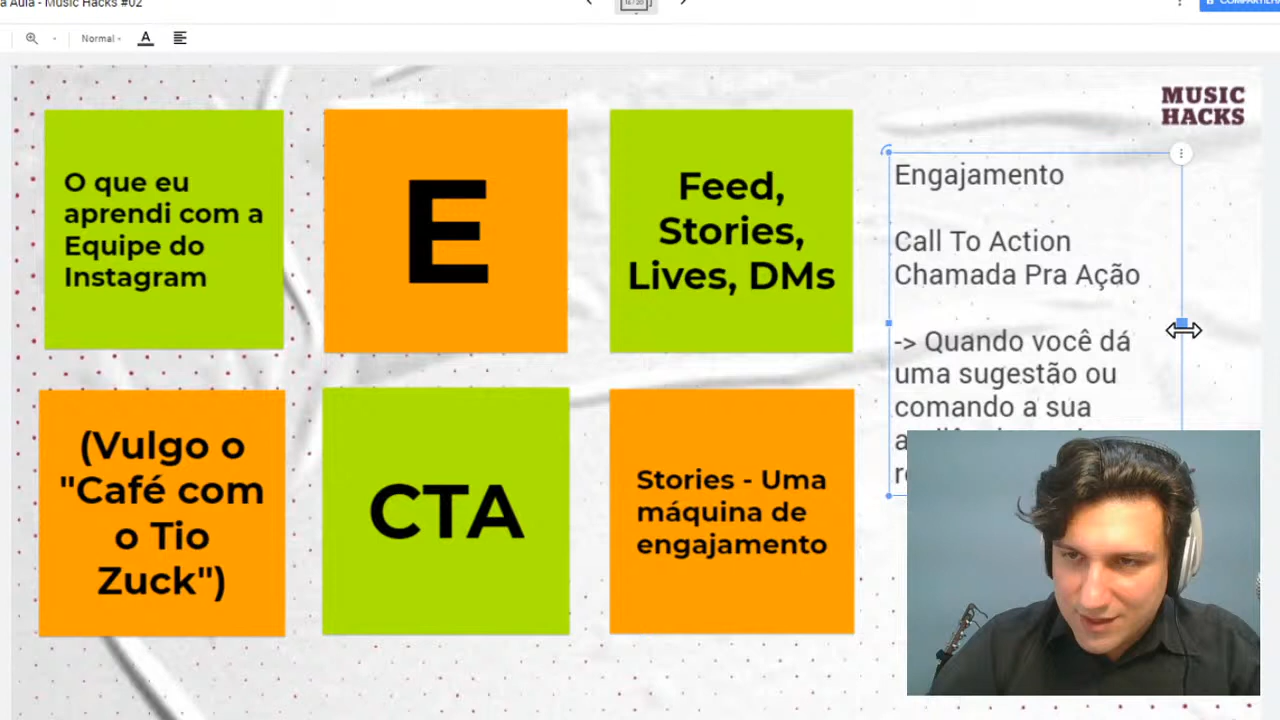 a Aula - Music Hacks #02
Normal
MUSIC
HACKS
O que eu
aprendi com a
Equipe do
Instagram
E
Feed,
Stories,
Lives, DMs
Engajamento
Call To Action
Chamada Pra Ação
-> Quando você dá
uma sugestão ou
comando a sua
(Vulgo o
"Café com
o Tio
Zuck")
CTA
Stories - Uma
máquina de
engajamento